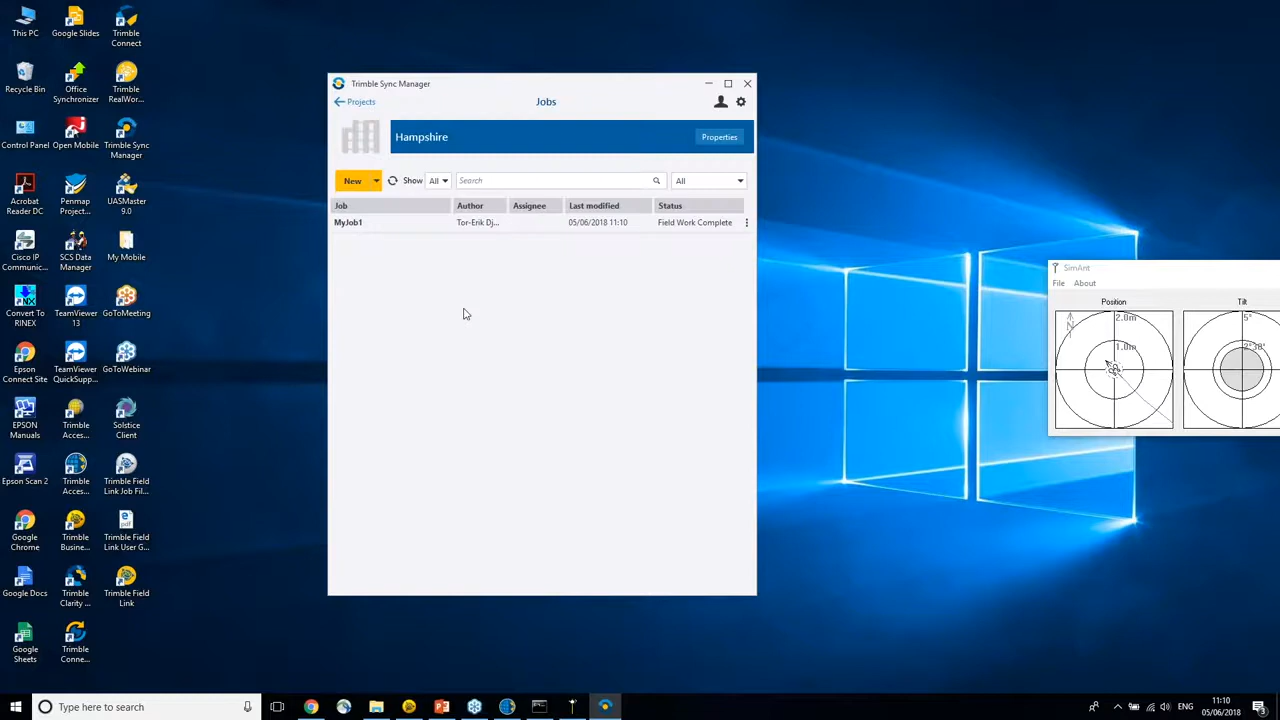 This PC
Google Slides
Trimble Connect
Recycle Bin
Office Synchronizer
Trimble RealWor...
Control Panel
Open Mobile
Trimble Sync Manager
Acrobat Reader DC
Penmap Project...
UASMaster 9.0
Cisco IP Communic...
SCS Data Manager
My Mobile
Convert To RINEX
TeamViewer 13
GoToMeeting
Epson Connect Site
TeamViewer QuickSupp...
GoToWebinar
EPSON Manuals
Trimble Acces...
Solstice Client
Epson Scan 2
Trimble Acces...
Trimble Field Link Job Fil...
Google Chrome
Trimble Busine...
Trimble Field Link User G...
Google Docs
Trimble Clarity ...
Trimble Field Link
Google Sheets
Trimble Conne...
Trimble Sync Manager
Projects
Jobs
Hampshire
Properties
New
Show
All
Search
All
Job Author Assignee Last modified Status
MyJob1 Tor-Erik Dj... 05/06/2018 11:10 Field Work Complete
SimAnt
File About
Position
Tilt
N
2.0m
1.0m
5°
Type here to search
ENG
11:10
05/06/2018